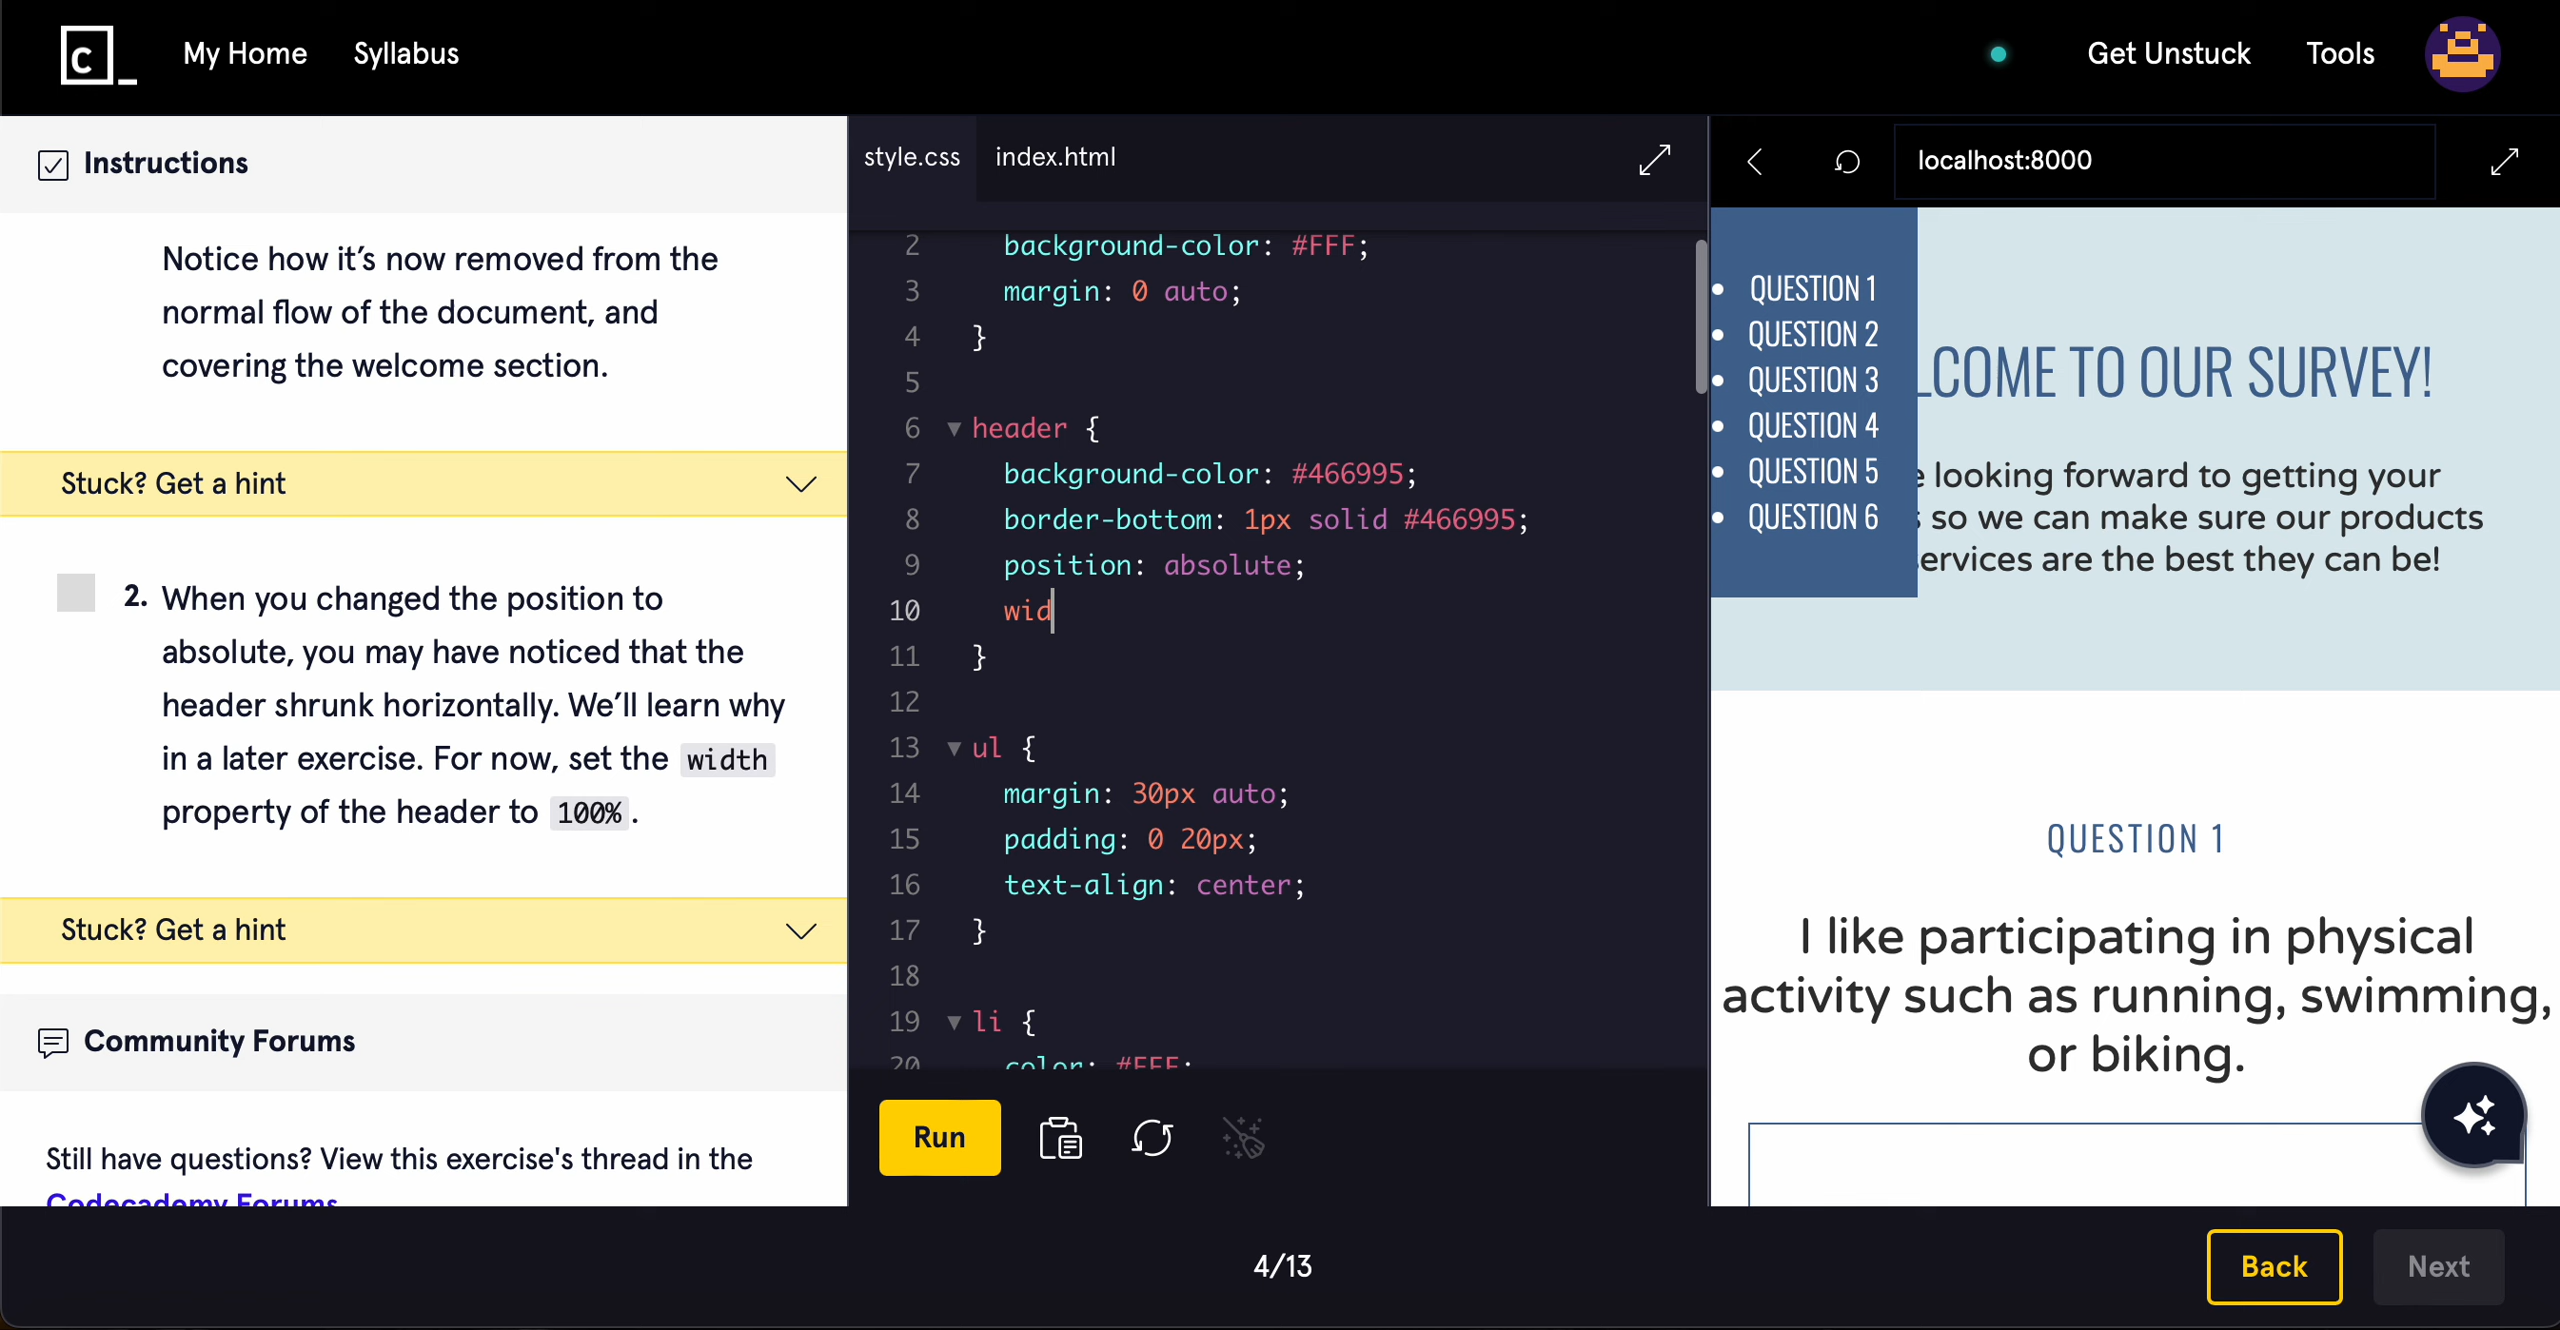 C_
My Home
Syllabus
Get Unstuck
Tools
Instructions
Notice how it’s now removed from the
normal flow of the document, and
covering the welcome section.
Stuck? Get a hint
2. When you changed the position to
absolute, you may have noticed that the
header shrunk horizontally. We’ll learn why
in a later exercise. For now, set the width
property of the header to 100%.
Stuck? Get a hint
Community Forums
Still have questions? View this exercise's thread in the
Codecademy Forums
style.css
index.html
2 background-color: #FFF;
3 margin: 0 auto;
4 }
5
6 header {
7 background-color: #466995;
8 border-bottom: 1px solid #466995;
9 position: absolute;
10 wid
11 }
12
13 ul {
14 margin: 30px auto;
15 padding: 0 20px;
16 text-align: center;
17 }
18
19 li {
20 color: #FFF;
Run
localhost:8000
• QUESTION 1
• QUESTION 2
• QUESTION 3
• QUESTION 4
• QUESTION 5
• QUESTION 6
LCOME TO OUR SURVEY!
e looking forward to getting your
s so we can make sure our products
services are the best they can be!
QUESTION 1
I like participating in physical
activity such as running, swimming,
or biking.
4/13
Back
Next